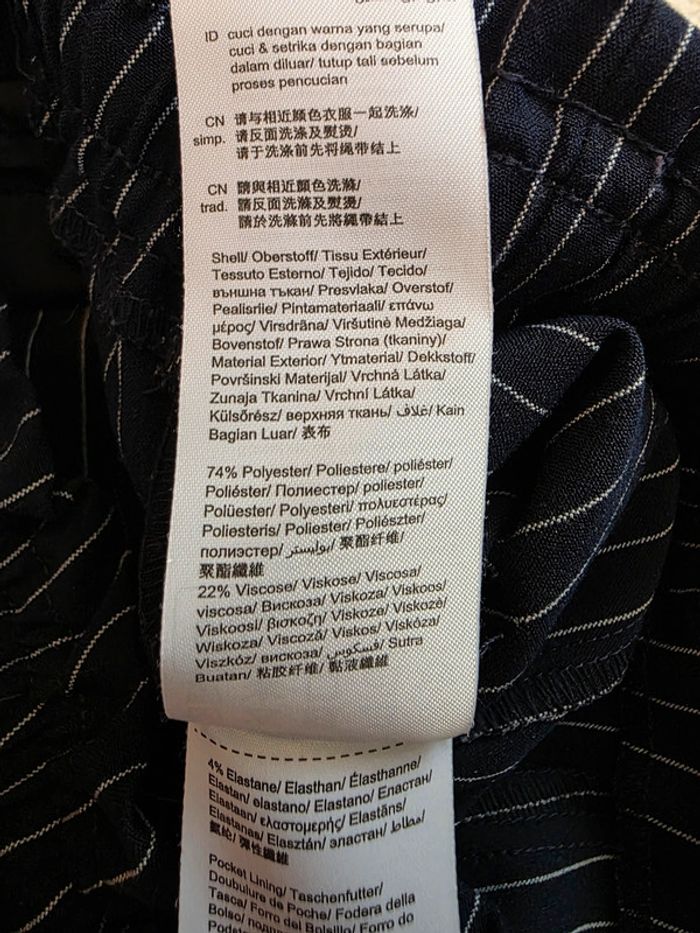 ID cuci dengan warna yang serupa/
cuci & setrika dengan bagian
dalam diluar/ tutup tali sebelum
proses pencucian
CN simp. 请与相近颜色衣服一起洗涤/
请反面洗涤及熨烫/
请于洗涤前先将绳带结上
CN trad. 請與相近顏色洗滌/
請反面洗滌及熨燙/
請於洗滌前先將繩帶結上
Shell/ Oberstoff/ Tissu Extérieur/
Tessuto Esterno/ Tejido/ Tecido/
външна тъкан/ Presvlaka/ Overstof/
Pealisriie/ Pintamateriaali/ επάνω
μέρος/ Virsdrāna/ Viršutinė Medžiaga/
Bovenstof/ Prawa Strona (tkaniny)/
Material Exterior/ Ytmaterial/ Dekkstoff/
Površinski Materijal/ Vrchná Látka/
Zunaja Tkanina/ Vrchní Látka/
Külsőrész/ верхняя ткань/ غلاف/ Kain
Bagian Luar/ 表布
74% Polyester/ Poliestere/ poliéster/
Poliéster/ Полиестер/ poliester/
Polüester/ Polyesteri/ πολυεστέρας/
Poliesteris/ Poliester/ Poliészter/
полиэстер/ بوليستر/ 聚酯纤维/
聚酯纖維
22% Viscose/ Viskose/ Viscosa/
viscosa/ Вискоза/ Viskoza/ Viskoos/
Viskoosi/ βισκοζη/ Viskoze/ Viskozė/
Wiskoza/ Viscoză/ Viskos/ Viskóza/
Viszkóz/ вискоза/ فسكوس/ Sutra
Buatan/ 粘胶纤维/ 黏液纖維
4% Elastane/ Elasthan/ Élasthanne/
Elastan/ elastano/ Elastano/ Еластан/
Elastaan/ ελαστομερής/ Elastāns/
Elastanas/ Elasztán/ эластан/ مطاط/
氨纶/ 彈性纖維
Pocket Lining/ Taschenfutter/
Doubulure de Poche/ Fodera della
Tasca/ Forro del Bolsillo/ Forro do
Bolso/